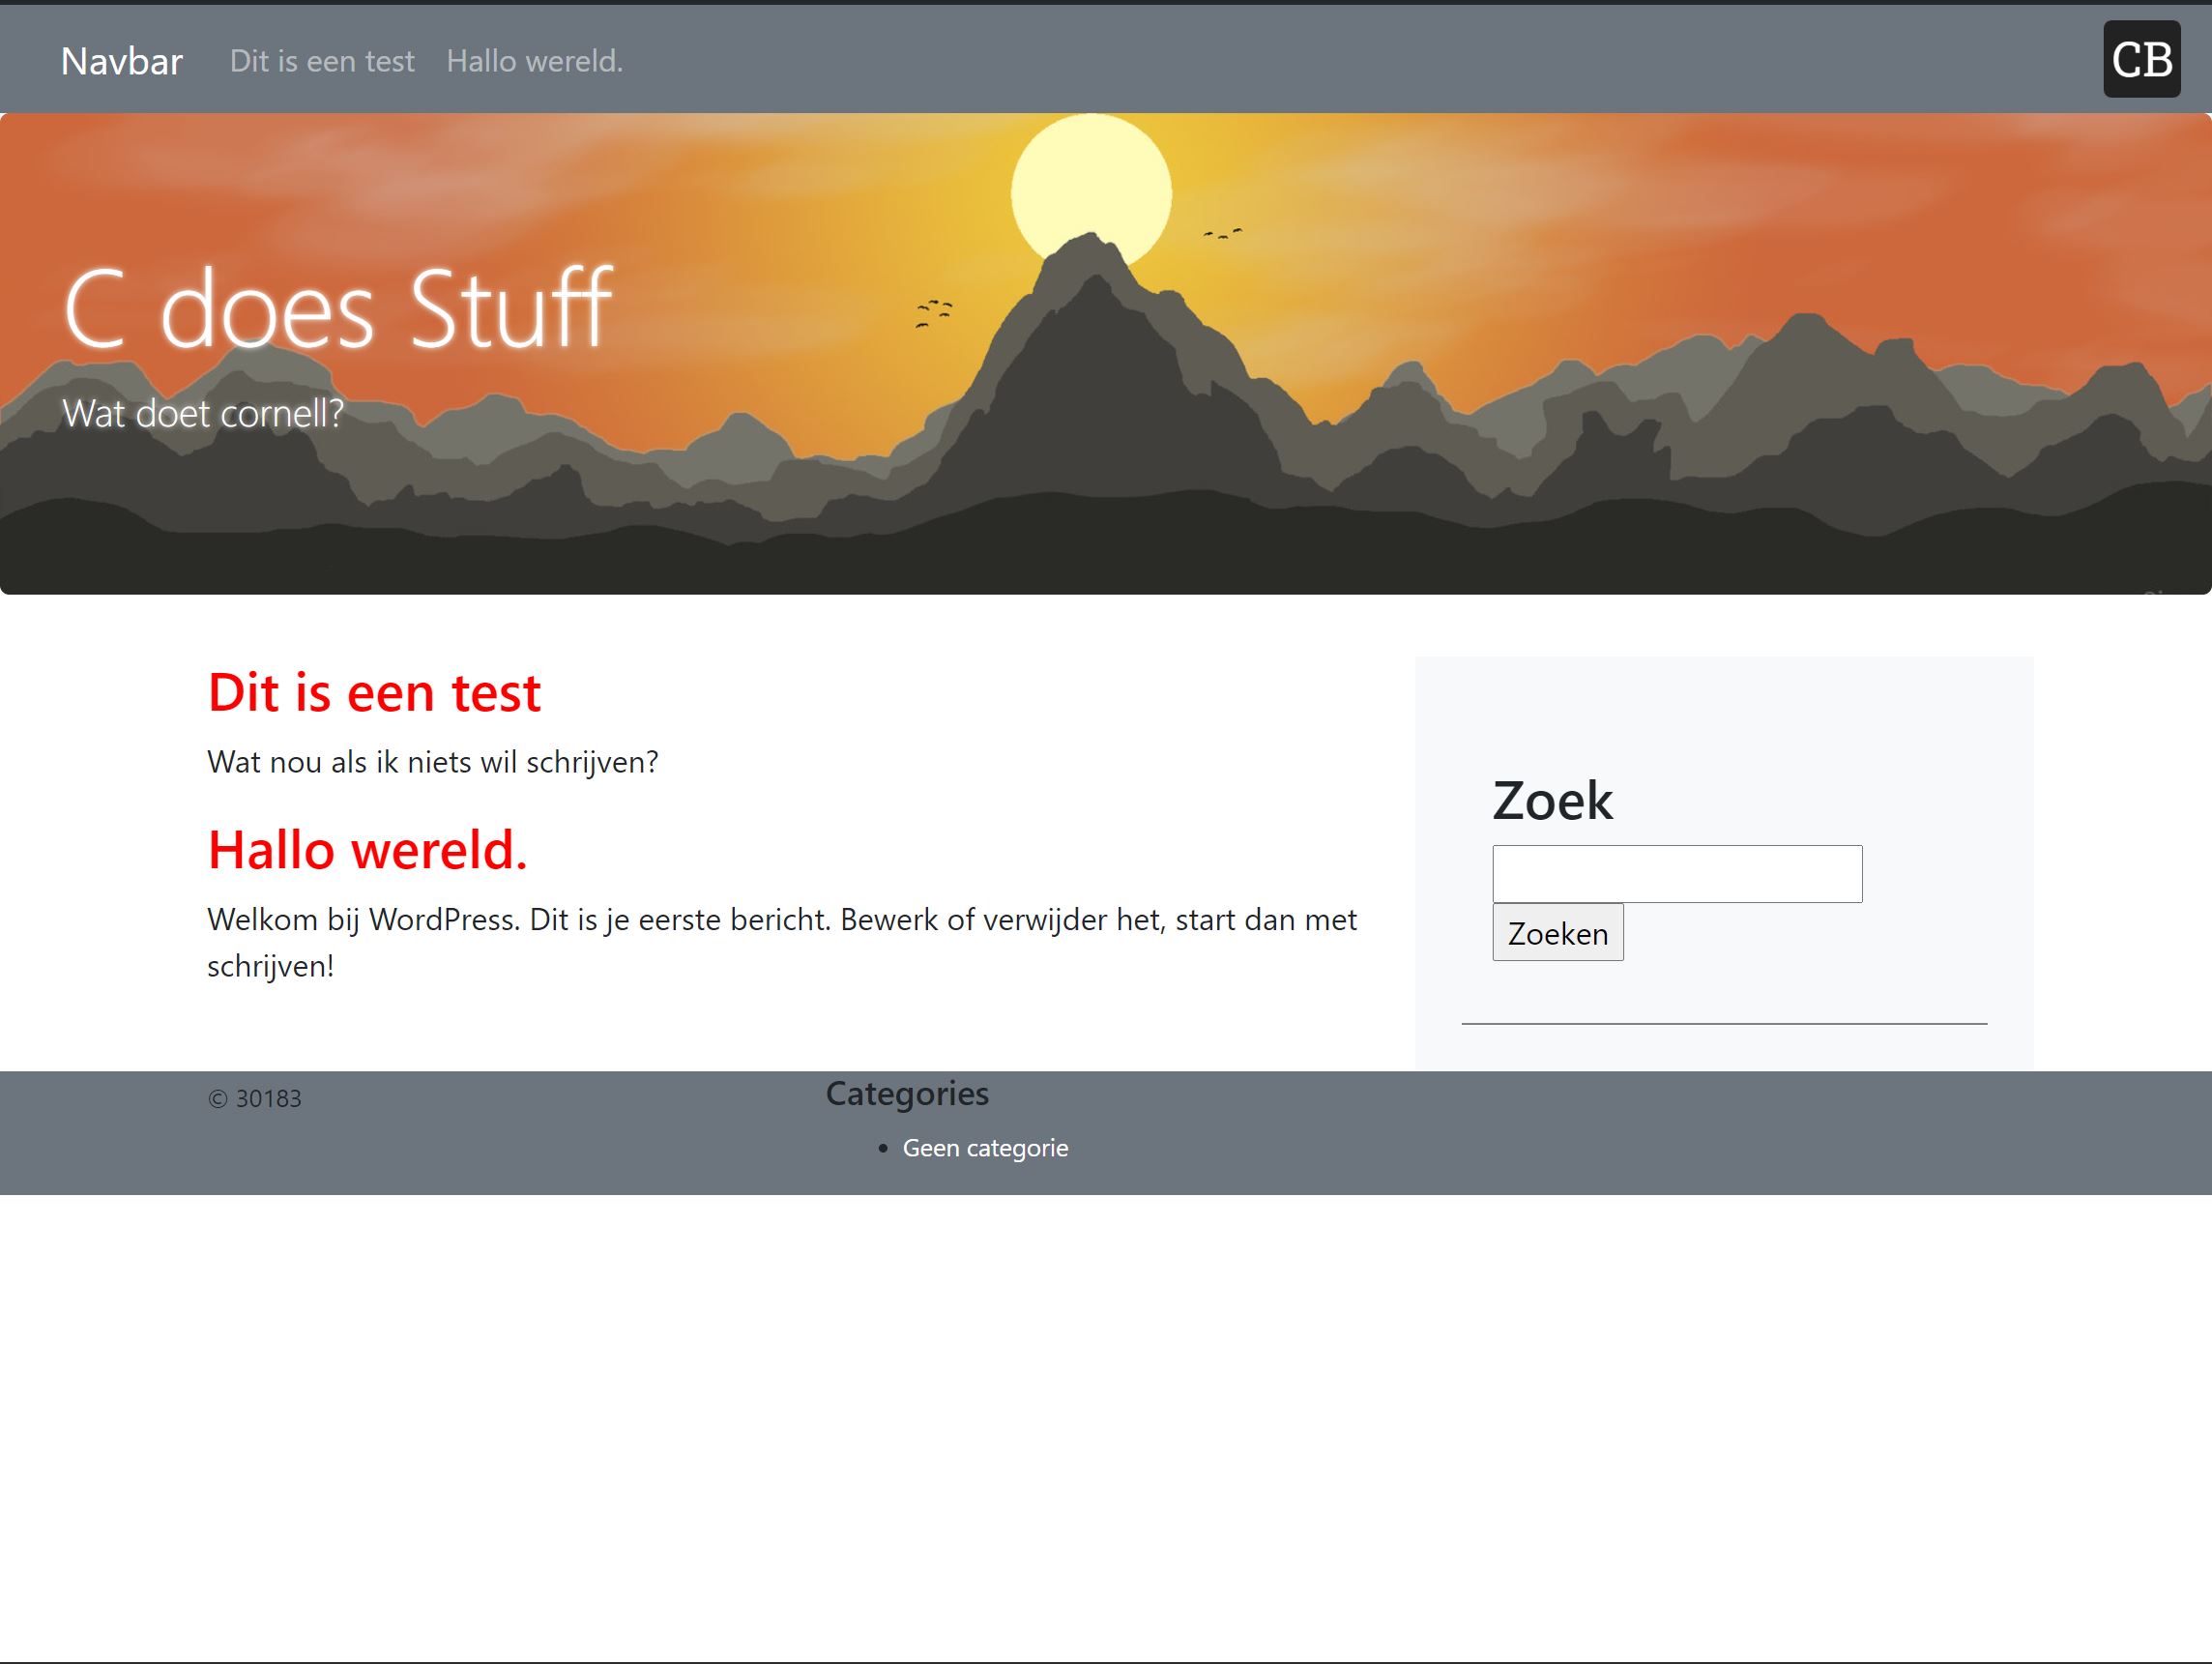 Navbar Dit is een test Hallo wereld. CB
C does Stuff
Wat doet cornell?
Dit is een test
Wat nou als ik niets wil schrijven?
Hallo wereld.
Welkom bij WordPress. Dit is je eerste bericht. Bewerk of verwijder het, start dan met
schrijven!
Zoek
Zoeken
© 30183
Categories
Geen categorie